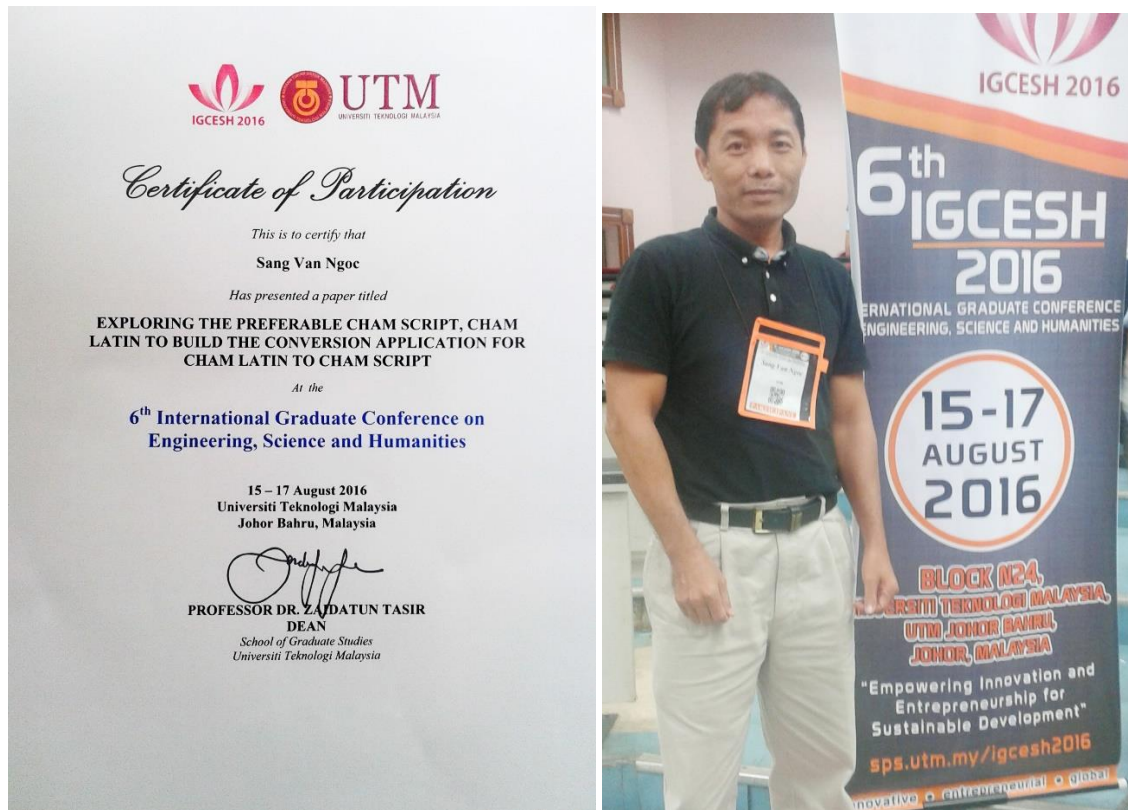 IGCESH 2016
UTM
UNIVERSITI TEKNOLOGI MALAYSIA
Certificate of Participation
This is to certify that
Sang Van Ngoc
Has presented a paper titled
EXPLORING THE PREFERABLE CHAM SCRIPT, CHAM
LATIN TO BUILD THE CONVERSION APPLICATION FOR
CHAM LATIN TO CHAM SCRIPT
At the
6th International Graduate Conference on
Engineering, Science and Humanities
15 – 17 August 2016
Universiti Teknologi Malaysia
Johor Bahru, Malaysia
PROFESSOR DR. ZAIDATUN TASIR
DEAN
School of Graduate Studies
Universiti Teknologi Malaysia
IGCESH 2016
6th
IGCESH
2016
ERNATIONAL GRADUATE CONFERENCE
ENGINEERING, SCIENCE AND HUMANITIES
15-17
AUGUST
2016
BLOCK N24,
ERSITI TEKNOLOGI MALAYSIA,
UTM JOHOR BAHRU,
JOHOR, MALAYSIA
"Empowering Innovation and
Entrepreneurship for
Sustainable Development"
sps.utm.my/igcesh2016
novative • entrepreneurial • global
Sang Van Ngoc